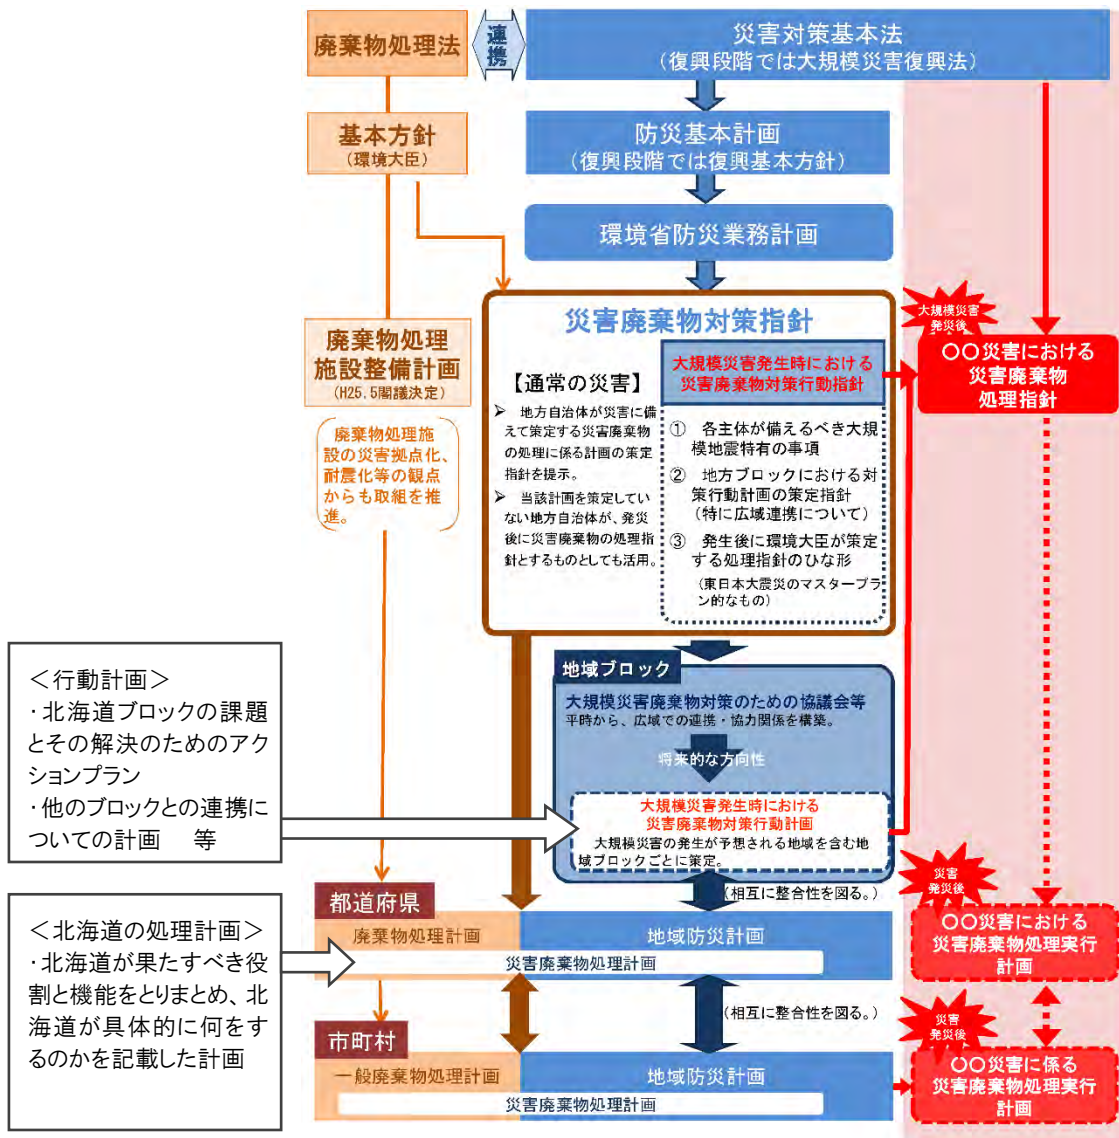 廃棄物処理法
連携
災害対策基本法
(復興段階では大規模災害復興法)
基本方針
(環境大臣)
防災基本計画
(復興段階では復興基本方針)
環境省防災業務計画
廃棄物処理
施設整備計画
(H25.5閣議決定)
廃棄物処理施
設の災害拠点化、
耐震化等の観点
からも取組を推
進。
災害廃棄物対策指針
【通常の災害】
➢ 地方自治体が災害に備
えて策定する災害廃棄物
の処理に係る計画の策定
指針を提示。
➢ 当該計画を策定してい
ない地方自治体が、発災
後に災害廃棄物の処理指
針とするものとしても活用。
大規模災害発生時における
災害廃棄物対策行動指針
① 各主体が備えるべき大規
模地震特有の事項
② 地方ブロックにおける対
策行動計画の策定指針
(特に広域連携について)
③ 発生後に環境大臣が策定
する処理指針のひな形
(東日本大震災のマスタープラ
ン的なもの)
大規模災害
発災後
〇〇災害における
災害廃棄物
処理指針
地域ブロック
大規模災害廃棄物対策のための協議会等
平時から、広域での連携・協力関係を構築。
将来的な方向性
大規模災害発生時における
災害廃棄物対策行動計画
大規模災害の発生が予想される地域を含む地
域ブロックごとに策定。
＜行動計画＞
・北海道ブロックの課題
とその解決のためのアク
ションプラン
・他のブロックとの連携に
ついての計画　等
(相互に整合性を図る。)
都道府県
廃棄物処理計画
地域防災計画
災害廃棄物処理計画
災害
発災後
〇〇災害における
災害廃棄物処理実行
計画
＜北海道の処理計画＞
・北海道が果たすべき役
割と機能をとりまとめ、北
海道が具体的に何をす
るのかを記載した計画
(相互に整合性を図る。)
市町村
一般廃棄物処理計画
地域防災計画
災害廃棄物処理計画
災害
発災後
〇〇災害に係る
災害廃棄物処理実行
計画